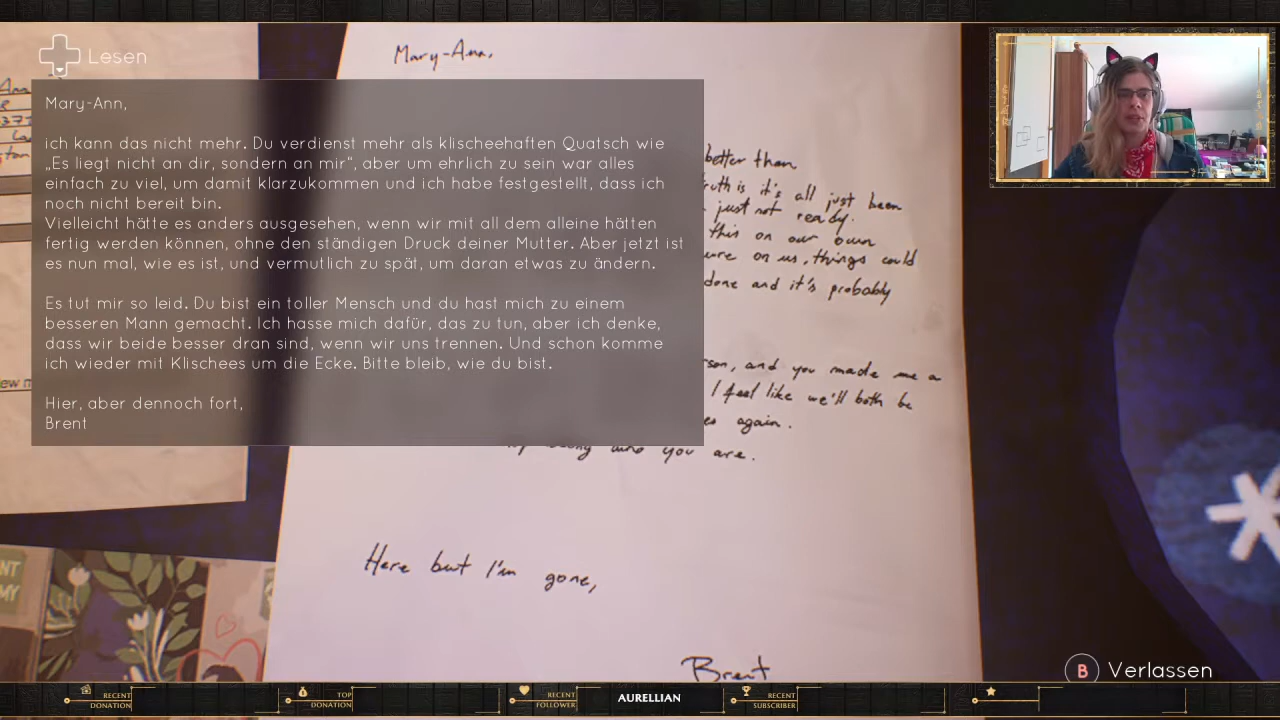 Lesen
Mary-Ann,
Mary-Ann,
ich kann das nicht mehr. Du verdienst mehr als klischeehaften Quatsch wie
„Es liegt nicht an dir, sondern an mir“, aber um ehrlich zu sein war alles
einfach zu viel, um damit klarzukommen und ich habe festgestellt, dass ich
noch nicht bereit bin.
Vielleicht hätte es anders ausgesehen, wenn wir mit all dem alleine hätten
fertig werden können, ohne den ständigen Druck deiner Mutter. Aber jetzt ist
es nun mal, wie es ist, und vermutlich zu spät, um daran etwas zu ändern.
Es tut mir so leid. Du bist ein toller Mensch und du hast mich zu einem
besseren Mann gemacht. Ich hasse mich dafür, das zu tun, aber ich denke,
dass wir beide besser dran sind, wenn wir uns trennen. Und schon komme
ich wieder mit Klischees um die Ecke. Bitte bleib, wie du bist.
Hier, aber dennoch fort,
Brent
better than
truth is it's all just been
just not ready.
this on our own
on us, things could
done and it's probably
and you made me a
I feel like we'll both be
again.
who you are.
Here but I'm gone,
Brent
B Verlassen
RECENT
DONATION
TOP
DONATION
RECENT
FOLLOWER
AURELLIAN
RECENT
SUBSCRIBER